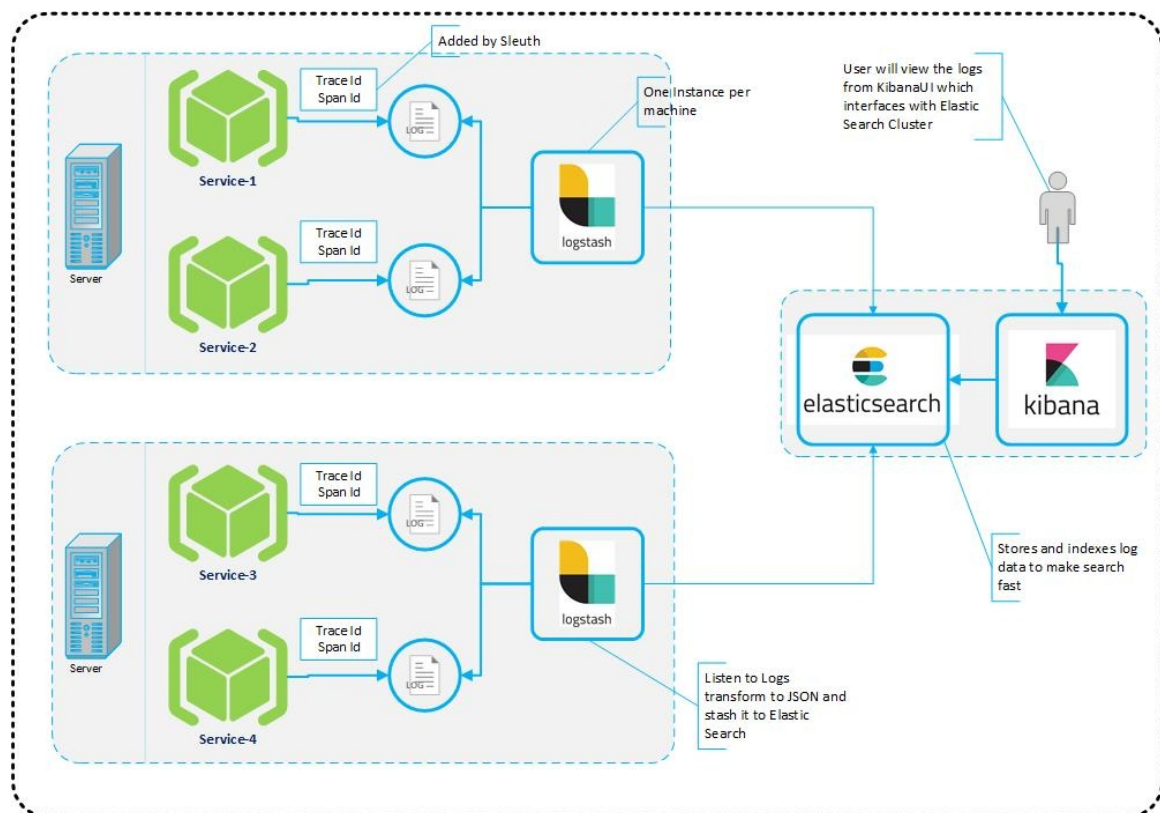 Added by Sleuth
Trace Id
Span Id
LOG
Service-1
Server
Trace Id
Span Id
LOG
Service-2
One Instance per
machine
logstash
User will view the logs
from KibanaUI which
interfaces with Elastic
Search Cluster
elasticsearch
kibana
Stores and indexes log
data to make search
fast
Trace Id
Span Id
LOG
Service-3
Server
Trace Id
Span Id
LOG
Service-4
logstash
Listen to Logs
transform to JSON and
stash it to Elastic
Search